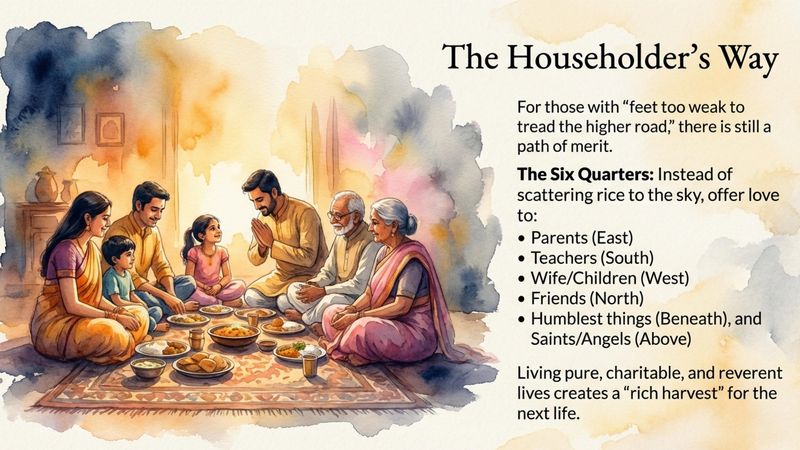 The Householder’s Way
For those with “feet too weak to
tread the higher road,” there is still a
path of merit.
The Six Quarters: Instead of
scattering rice to the sky, offer love
to:
• Parents (East)
• Teachers (South)
• Wife/Children (West)
• Friends (North)
• Humblest things (Beneath), and
Saints/Angels (Above)
Living pure, charitable, and reverent
lives creates a “rich harvest” for the
next life.